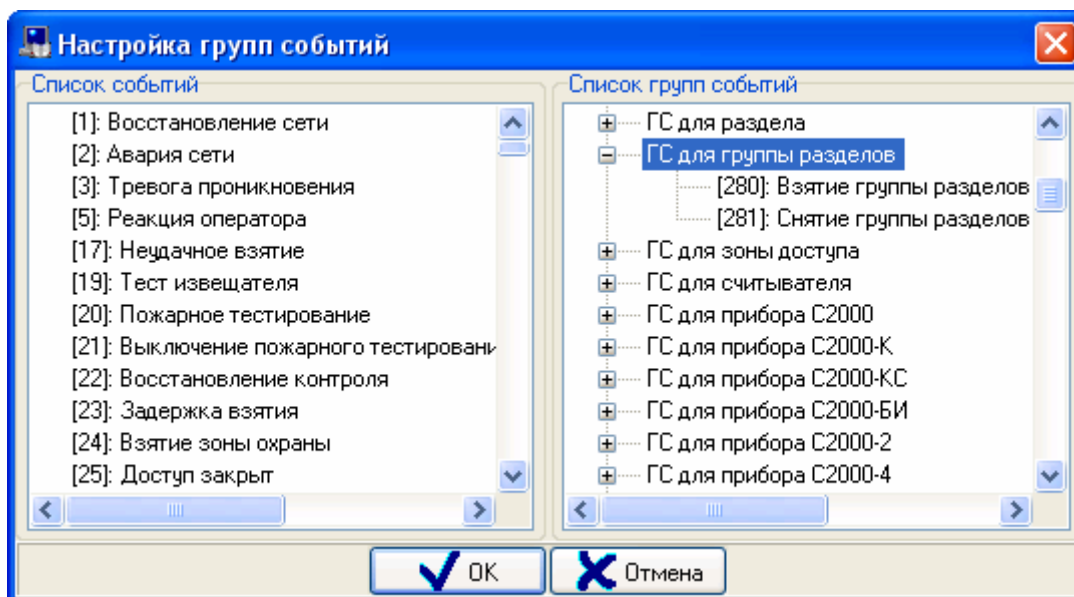 Настройка групп событий
Список событий
[1]: Восстановление сети
[2]: Авария сети
[3]: Тревога проникновения
[5]: Реакция оператора
[17]: Неудачное взятие
[19]: Тест извещателя
[20]: Пожарное тестирование
[21]: Выключение пожарного тестировани
[22]: Восстановление контроля
[23]: Задержка взятия
[24]: Взятие зоны охраны
[25]: Доступ закрыт
Список групп событий
ГС для раздела
ГС для группы разделов
[280]: Взятие группы разделов
[281]: Снятие группы разделов
ГС для зоны доступа
ГС для считывателя
ГС для прибора С2000
ГС для прибора С2000-К
ГС для прибора С2000-КС
ГС для прибора С2000-БИ
ГС для прибора С2000-2
ГС для прибора С2000-4
OK
Отмена